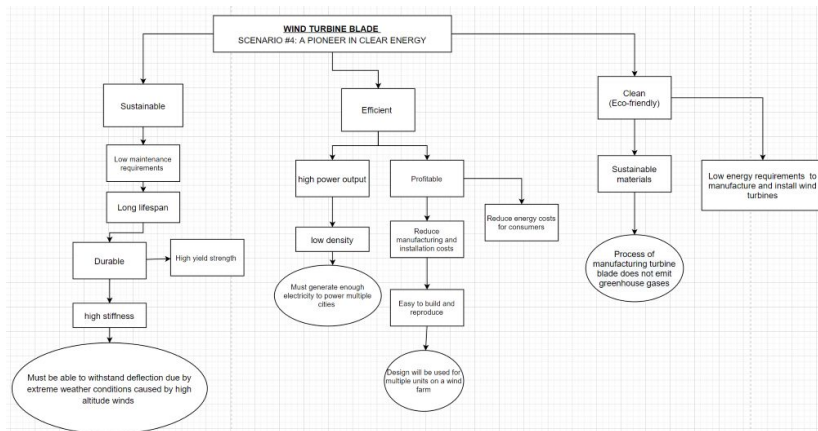 WIND TURBINE BLADE
SCENARIO #4: A PIONEER IN CLEAR ENERGY
Sustainable
Efficient
Clean
(Eco-friendly)
Low maintenance
requirements
high power output
Profitable
Sustainable
materials
Low energy requirements to
manufacture and install wind
turbines
Long lifespan
Reduce energy costs
for consumers
low density
Reduce
manufacturing and
installation costs
Durable
High yield strength
Process of
manufacturing turbine
blade does not emit
greenhouse gases
Must generate enough
electricity to power multiple
cities
Easy to build and
reproduce
high stiffness
Design will be used for
multiple units on a wind
farm
Must be able to withstand deflection due by
extreme weather conditions caused by high
altitude winds